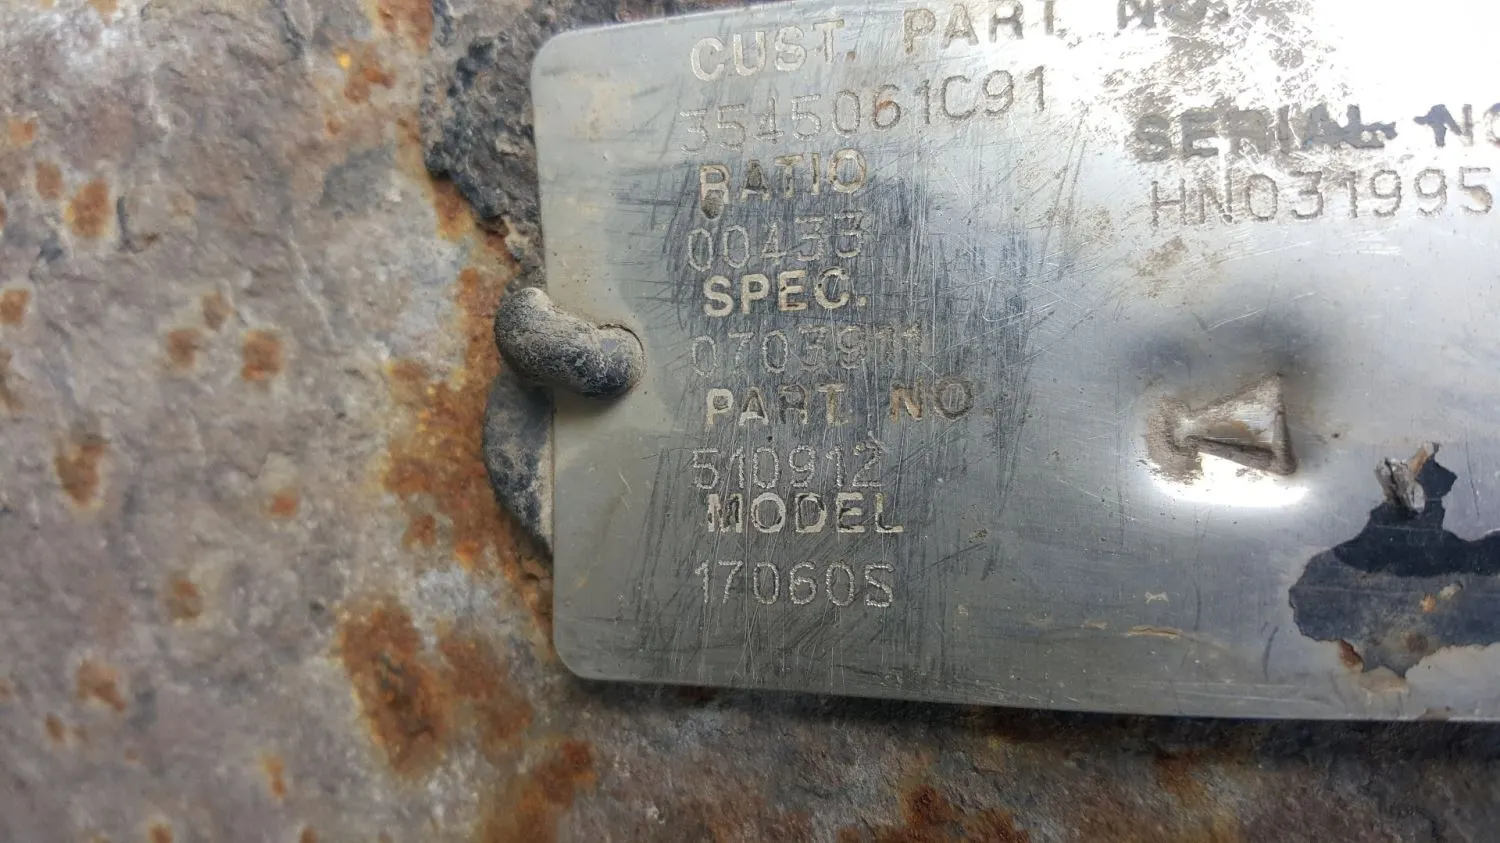 CUST. PART NO.
3545061C91
SERIAL NO
HN031995
RATIO
00433
SPEC.
0703911
PART NO.
510912
MODEL
17060S